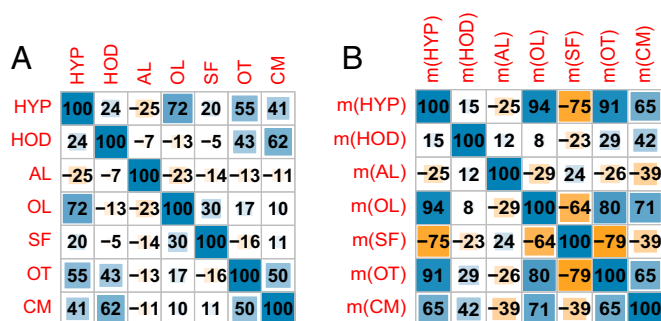 A
HYP HOD AL OL SF OT CM
HYP 100 24 −25 72 20 55 41
HOD 24 100 −7 −13 −5 43 62
AL −25 −7 100 −23 −14 −13 −11
OL 72 −13 −23 100 30 17 10
SF 20 −5 −14 30 100 −16 11
OT 55 43 −13 17 −16 100 50
CM 41 62 −11 10 11 50 100
B
m(HYP) m(HOD) m(AL) m(OL) m(SF) m(OT) m(CM)
m(HYP) 100 15 −25 94 −75 91 65
m(HOD) 15 100 12 8 −23 29 42
m(AL) −25 12 100 −29 24 −26 −39
m(OL) 94 8 −29 100 −64 80 71
m(SF) −75 −23 24 −64 100 −79 −39
m(OT) 91 29 −26 80 −79 100 65
m(CM) 65 42 −39 71 −39 65 100